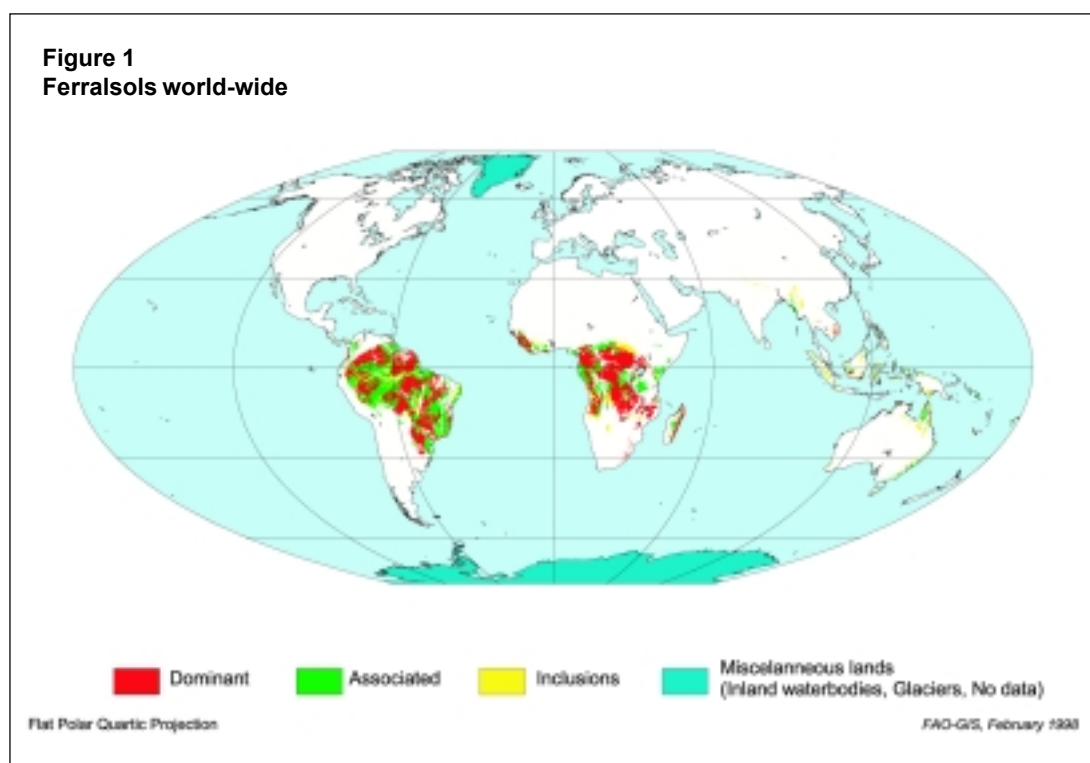 Figure 1
Ferralsols world-wide
Dominant
Associated
Inclusions
Miscelanneous lands
(Inland waterbodies, Glaciers, No data)
Flat Polar Quartic Projection
FAO-GIS, February 1998